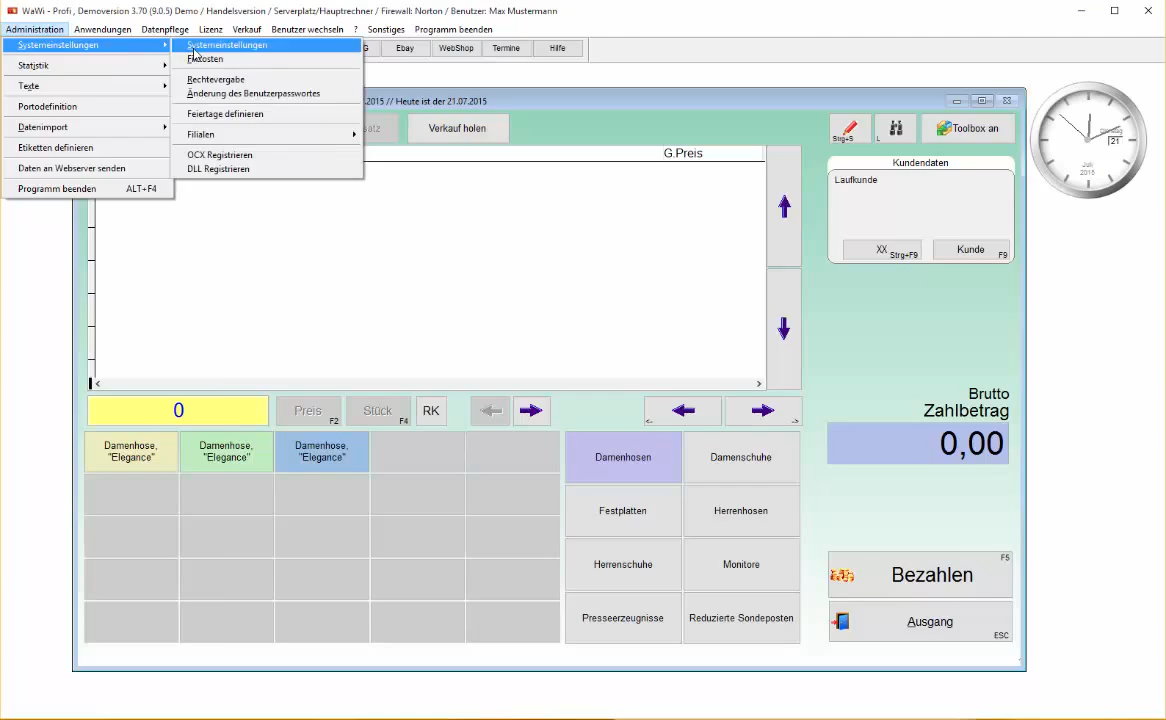 WaWi - Profi , Demoversion 3.70 (9.0.5) Demo / Handelsversion / Serverplatz/Hauptrechner / Firewall: Norton / Benutzer: Max Mustermann
Administration Anwendungen Datenpflege Lizenz Verkauf Benutzer wechseln ? Sonstiges Programm beenden
Systemeinstellungen
Statistik
Texte
Portodefinition
Datenimport
Etiketten definieren
Daten an Webserver senden
Programm beenden ALT+F4
Systemeinstellungen
Rechtevergabe
Änderung des Benutzerpasswortes
Feiertage definieren
Filialen
OCX Registrieren
DLL Registrieren
Ebay WebShop Termine Hilfe
.2015 // Heute ist der 21.07.2015
Verkauf holen
Strg+S
L
Toolbox an
G.Preis
Kundendaten
Laufkunde
XX Strg+F9
Kunde F9
21
Juli
2015
0
Preis F2
Stück F4
RK
Brutto
Zahlbetrag
0,00
Damenhose, "Elegance"
Damenhose, "Elegance"
Damenhose, "Elegance"
Damenhosen
Damenschuhe
Festplatten
Herrenhosen
Herrenschuhe
Monitore
Presseerzeugnisse
Reduzierte Sondeposten
Bezahlen F5
Ausgang ESC